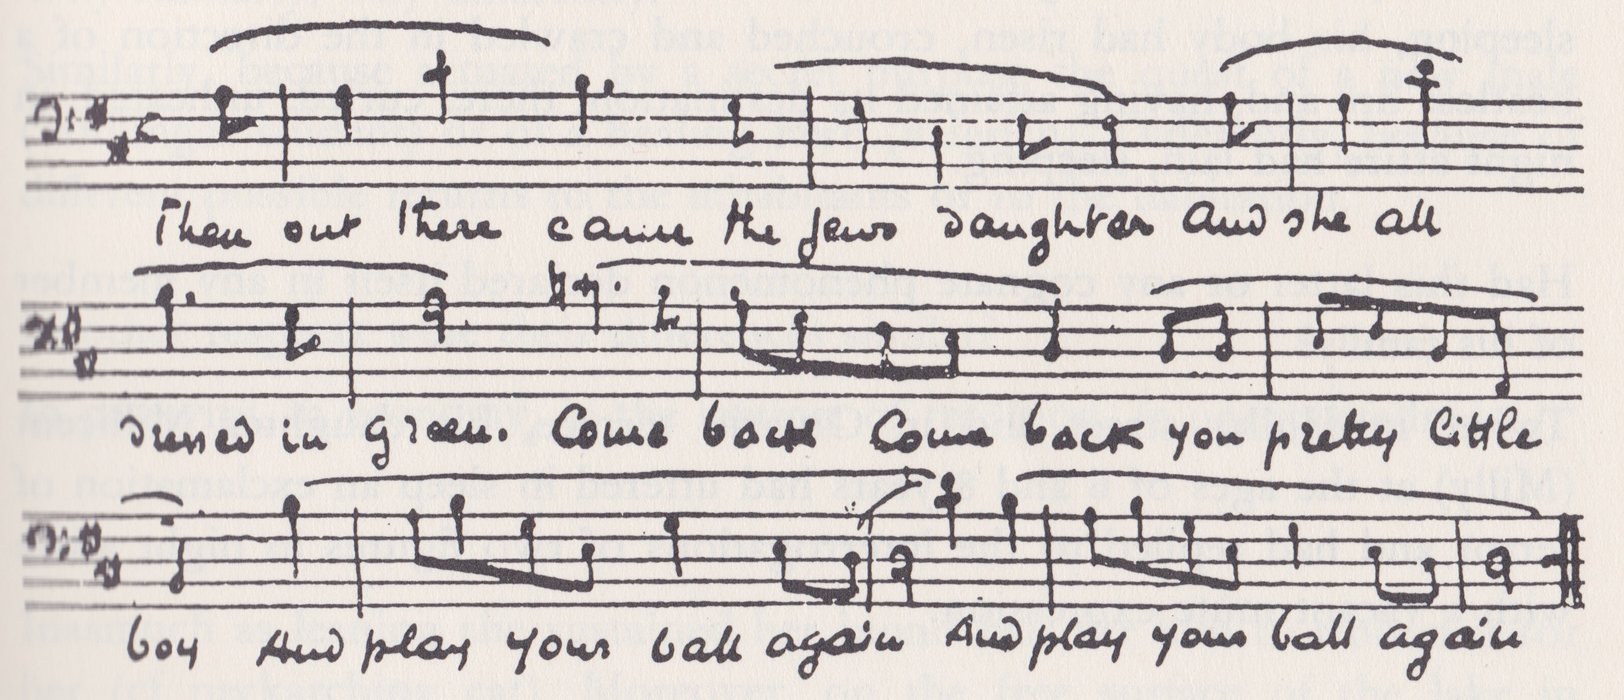 Then out there came the Jews daughter And she all
dressed in green. Come back Come back you pretty little
boy And play your ball again And play your ball again